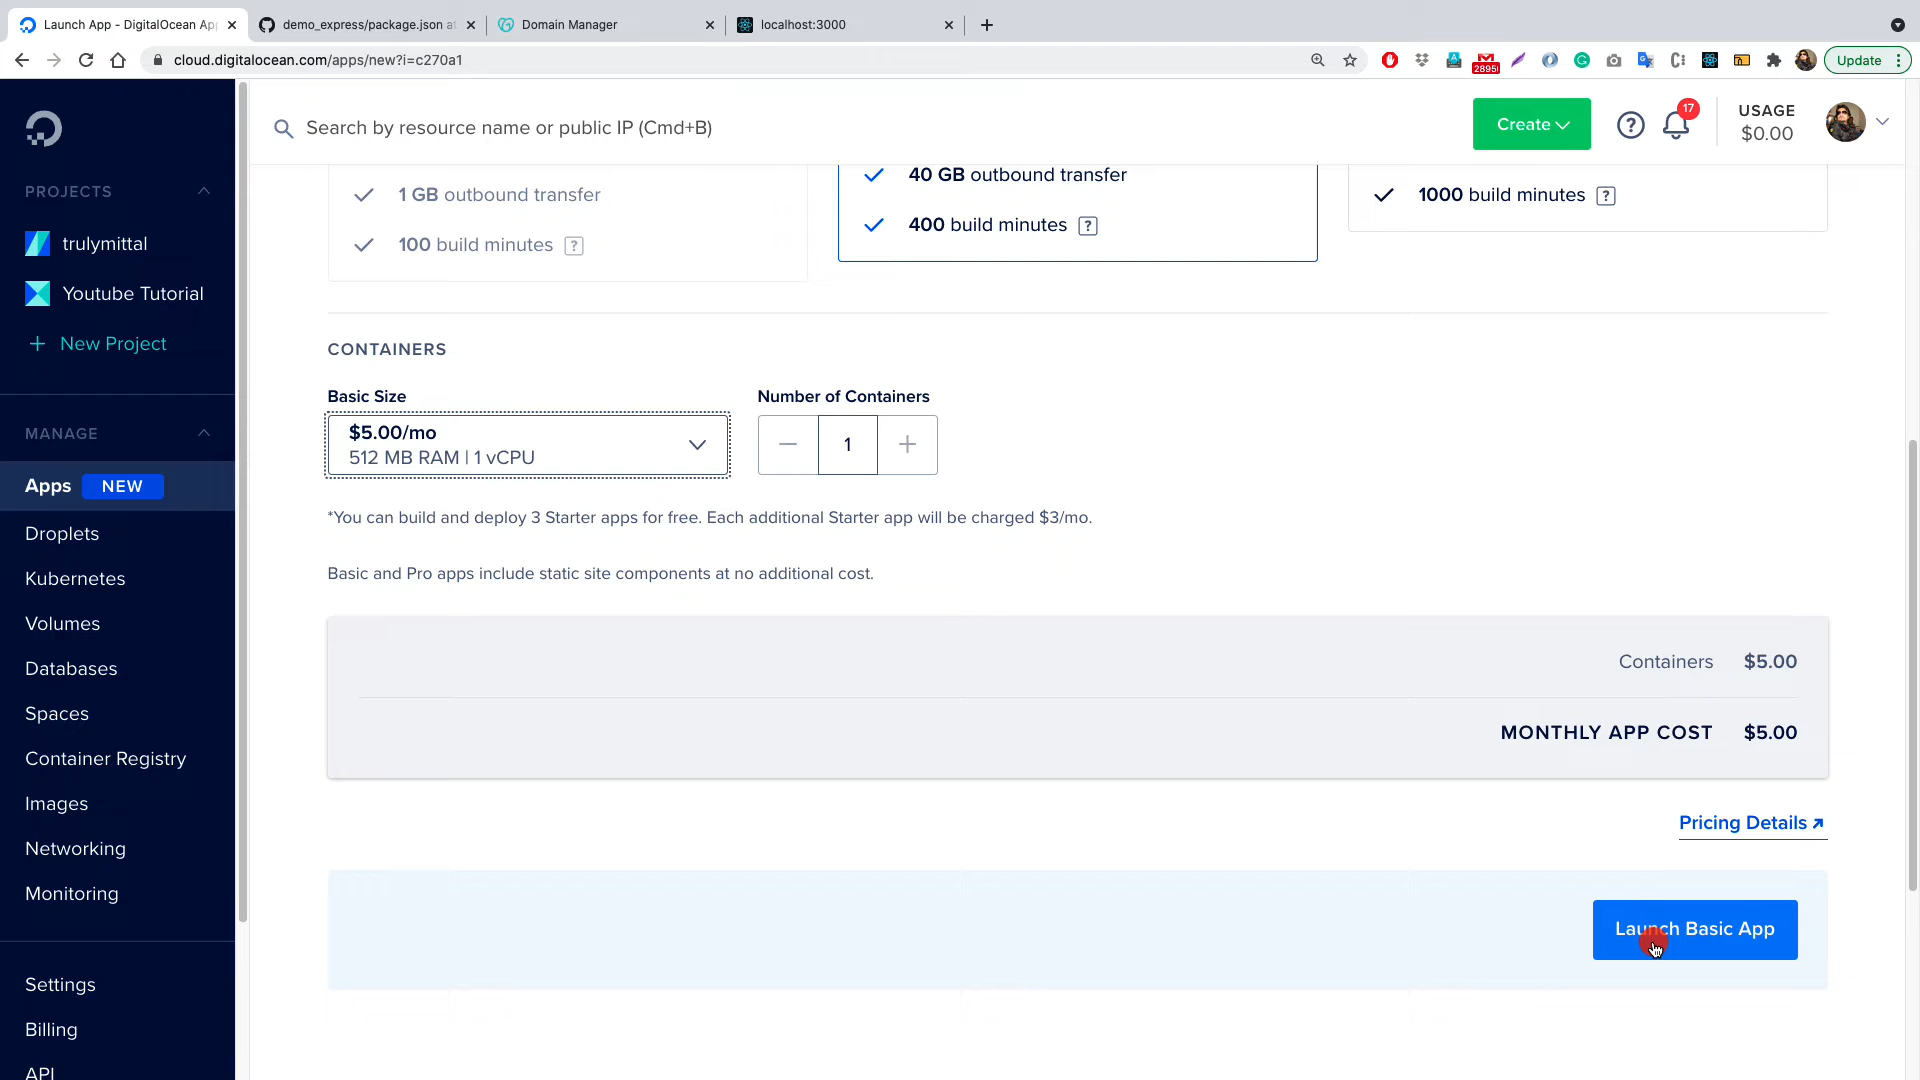 Launch App - DigitalOcean Ap
demo_express/package.json a
Domain Manager
localhost:3000
cloud.digitalocean.com/apps/new?i=c270a1
2895
Update
Search by resource name or public IP (Cmd+B)
Create
17
USAGE
$0.00
PROJECTS
trulymittal
Youtube Tutorial
New Project
MANAGE
Apps NEW
Droplets
Kubernetes
Volumes
Databases
Spaces
Container Registry
Images
Networking
Monitoring
Settings
Billing
API
1 GB outbound transfer
100 build minutes ?
40 GB outbound transfer
400 build minutes ?
1000 build minutes ?
CONTAINERS
Basic Size
$5.00/mo
512 MB RAM | 1 vCPU
Number of Containers
1
*You can build and deploy 3 Starter apps for free. Each additional Starter app will be charged $3/mo.
Basic and Pro apps include static site components at no additional cost.
Containers $5.00
MONTHLY APP COST $5.00
Pricing Details
Launch Basic App